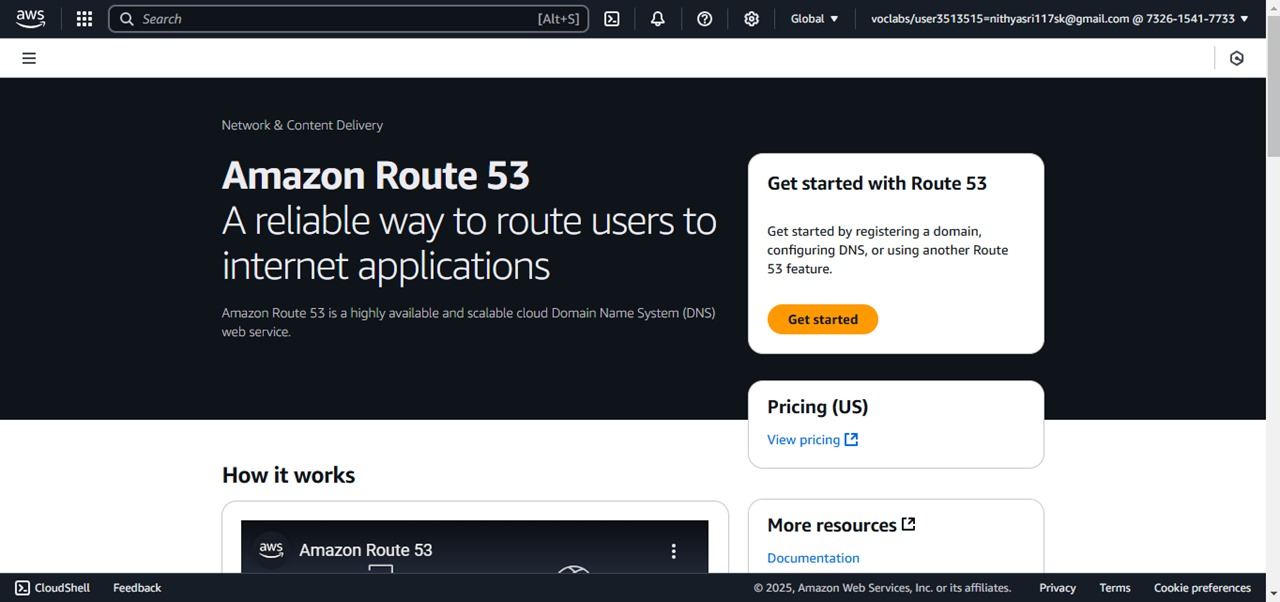 aws
Search
[Alt+S]
Global
voclabs/user3513515=nithyasri117sk@gmail.com @ 7326-1541-7733
Network & Content Delivery
Amazon Route 53
A reliable way to route users to
internet applications
Amazon Route 53 is a highly available and scalable cloud Domain Name System (DNS)
web service.
Get started with Route 53
Get started by registering a domain,
configuring DNS, or using another Route
53 feature.
Get started
Pricing (US)
View pricing
How it works
aws
Amazon Route 53
More resources
Documentation
CloudShell
Feedback
© 2025, Amazon Web Services, Inc. or its affiliates.
Privacy
Terms
Cookie preferences